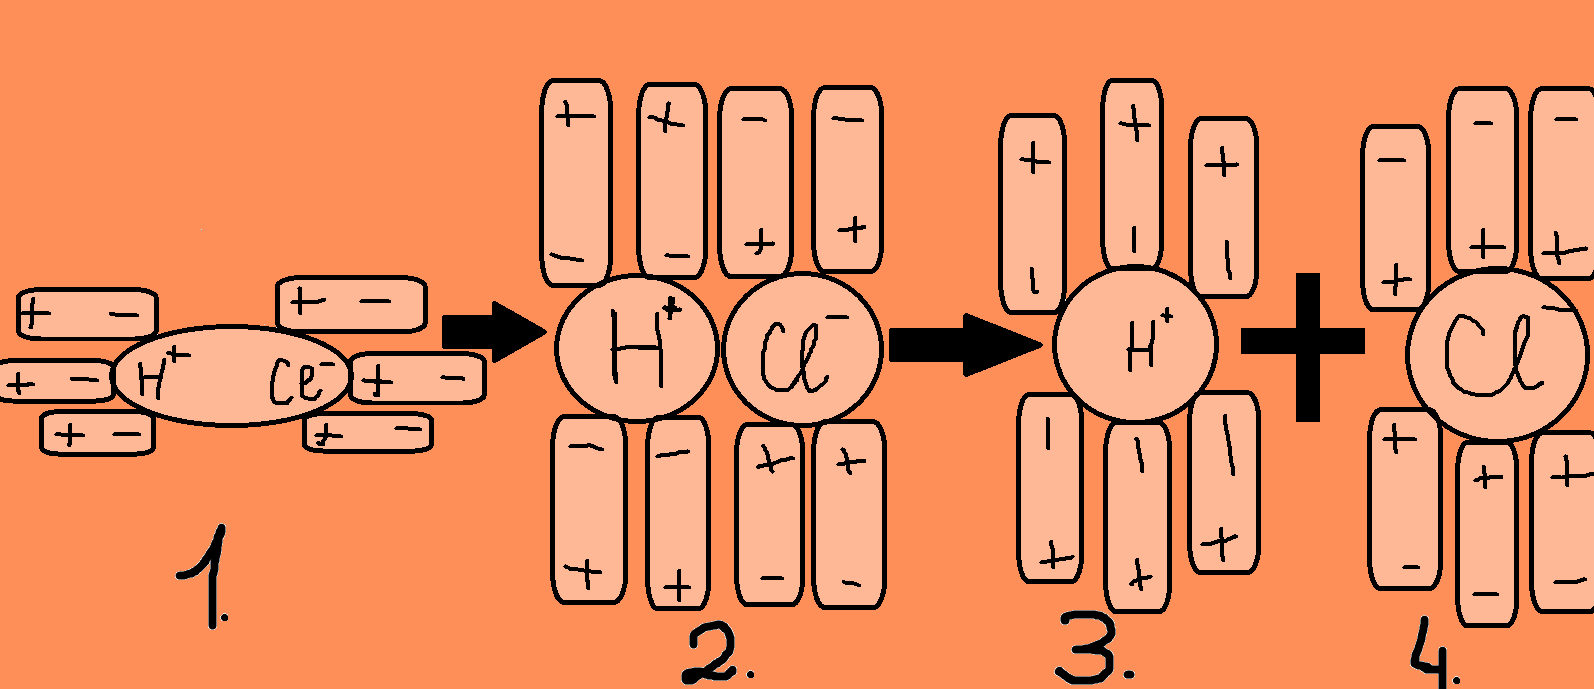 + − + −
+ − H⁺ Cl⁻ + −
+ − + −
1.
+ + − −
− − + +
H⁺ Cl⁻
− − + +
+ + − −
2.
+ + +
− − −
H⁺
− − −
+ + +
3.
+
− − −
+ + +
Cl⁻
+ + +
− − −
4.